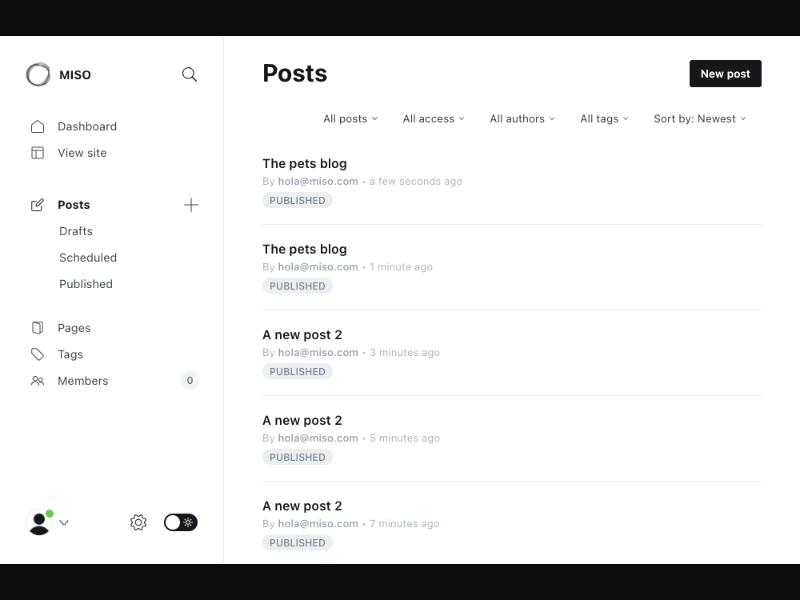 MISO
Dashboard
View site
Posts
Drafts
Scheduled
Published
Pages
Tags
Members 0
Posts
New post
All posts All access All authors All tags Sort by: Newest
The pets blog
By hola@miso.com • a few seconds ago
PUBLISHED
The pets blog
By hola@miso.com • 1 minute ago
PUBLISHED
A new post 2
By hola@miso.com • 3 minutes ago
PUBLISHED
A new post 2
By hola@miso.com • 5 minutes ago
PUBLISHED
A new post 2
By hola@miso.com • 7 minutes ago
PUBLISHED